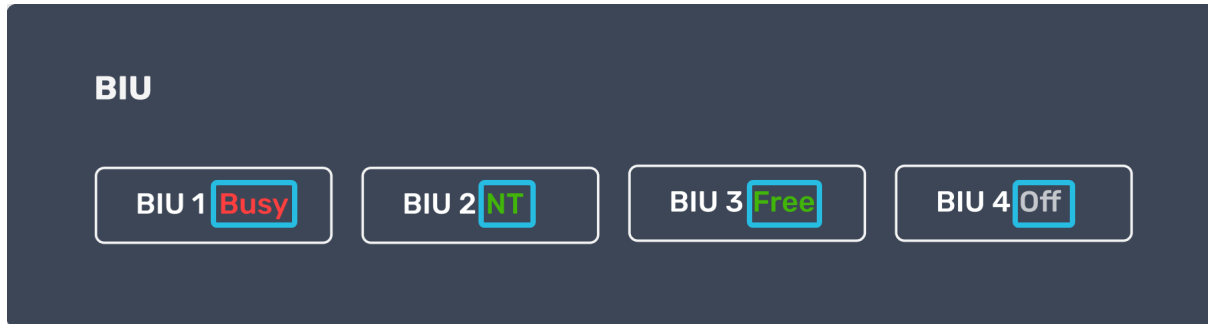 BIU
BIU 1 Busy
BIU 2 NT
BIU 3 Free
BIU 4 Off